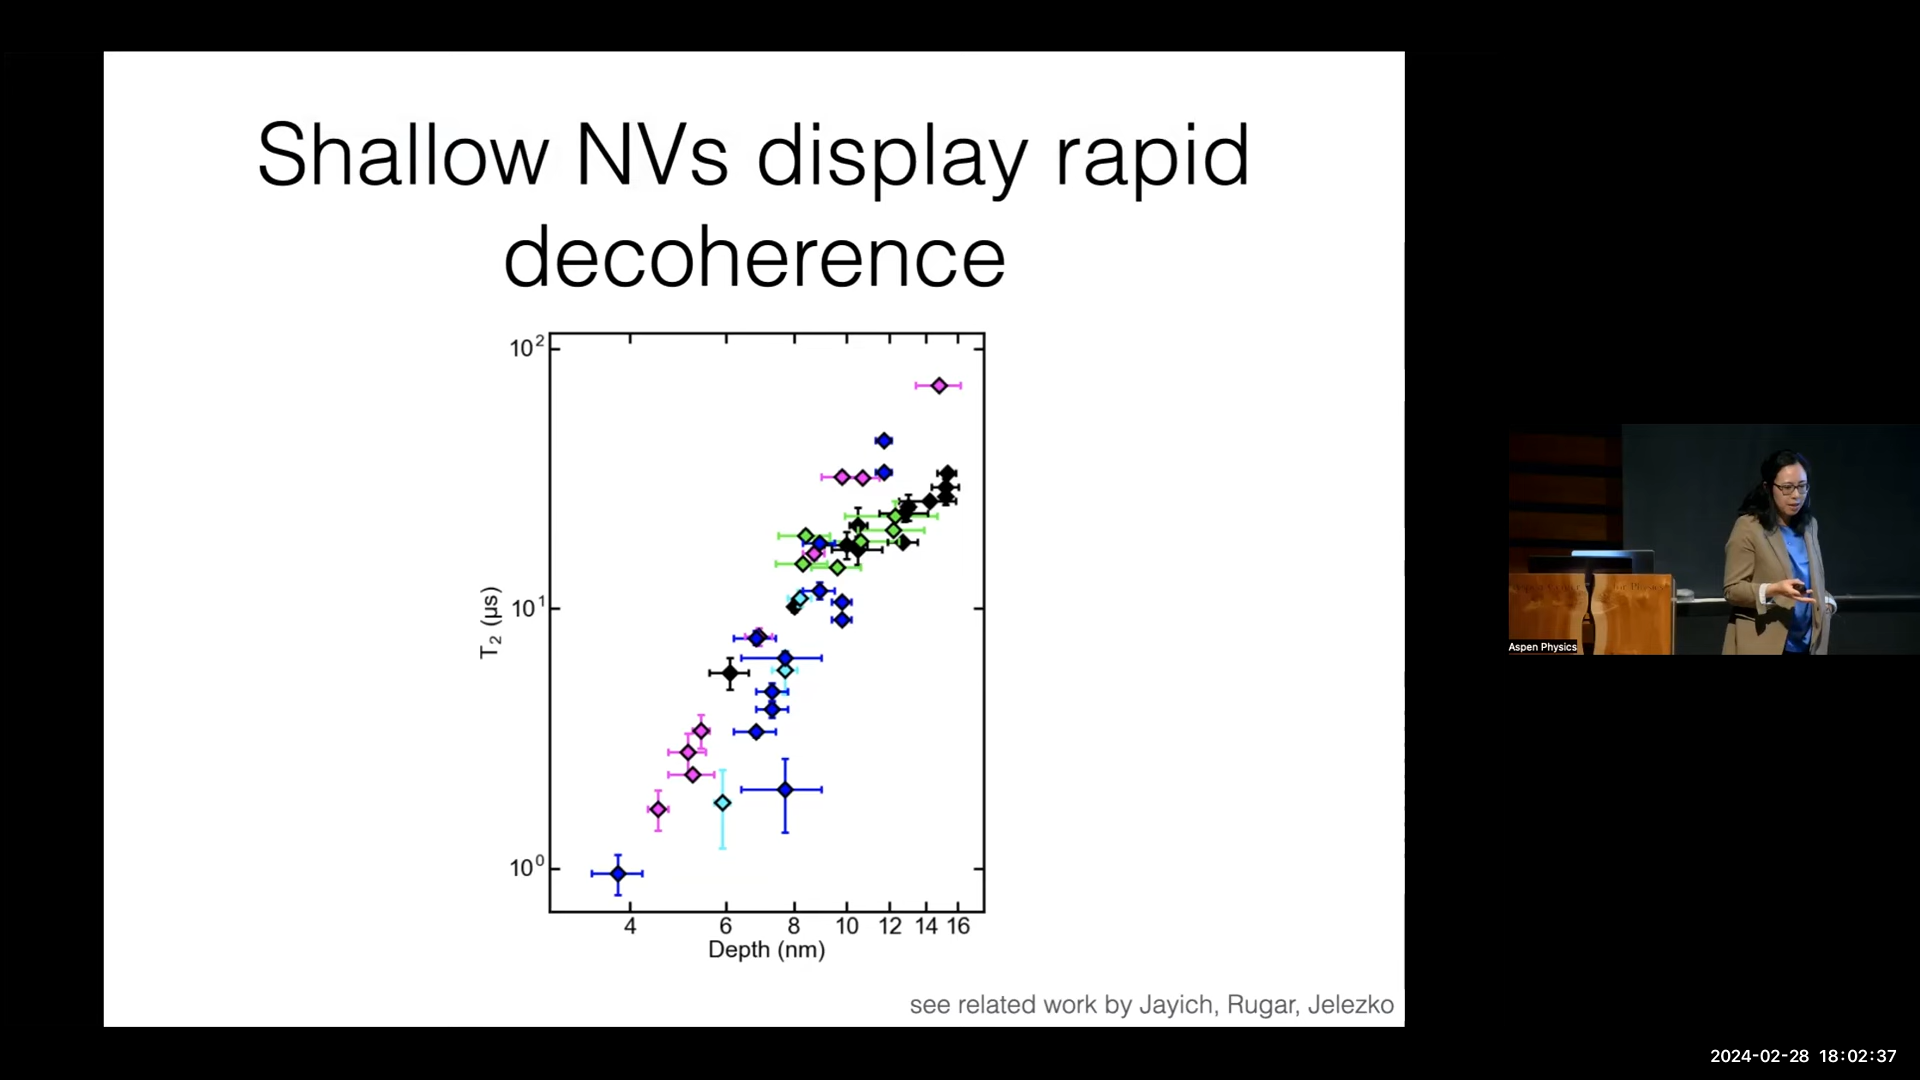 Shallow NVs display rapid
decoherence
10²
10¹
10⁰
T₂ (μs)
4 6 8 10 12 14 16
Depth (nm)
see related work by Jayich, Rugar, Jelezko
Aspen Physics
2024-02-28 18:02:37